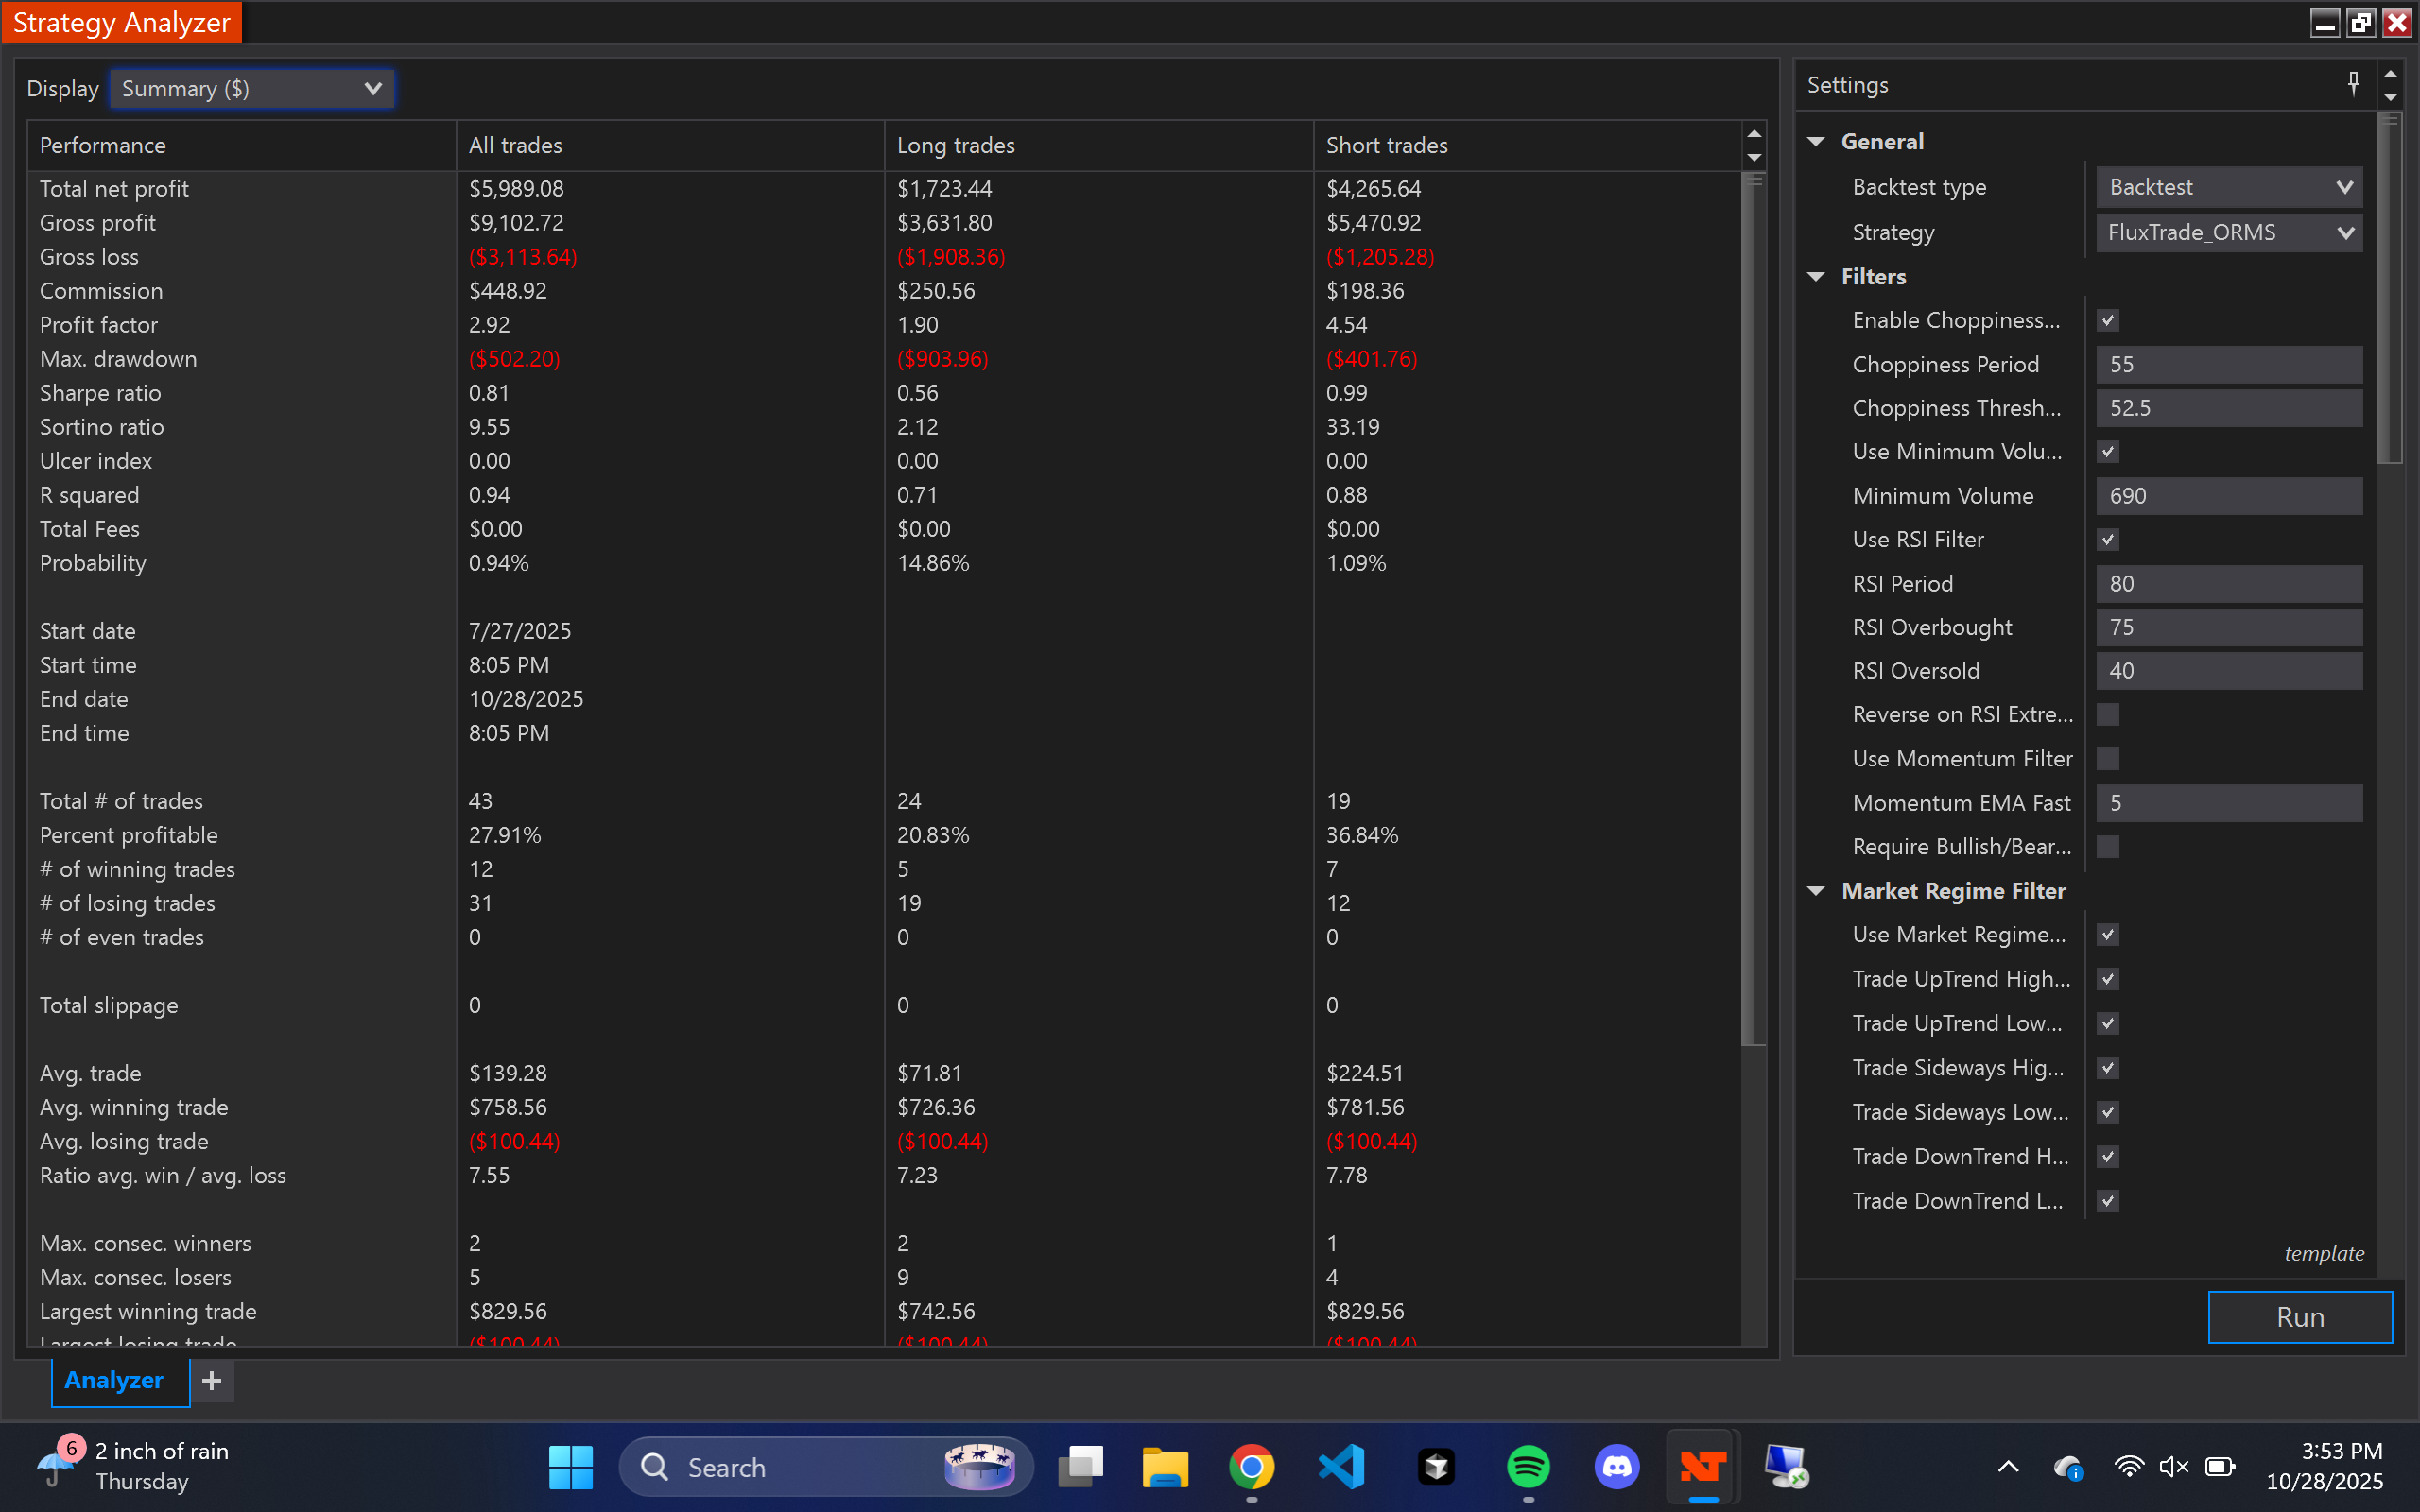 Strategy Analyzer
Display Summary ($)
Performance All trades Long trades Short trades
Total net profit $5,989.08 $1,723.44 $4,265.64
Gross profit $9,102.72 $3,631.80 $5,470.92
Gross loss ($3,113.64) ($1,908.36) ($1,205.28)
Commission $448.92 $250.56 $198.36
Profit factor 2.92 1.90 4.54
Max. drawdown ($502.20) ($903.96) ($401.76)
Sharpe ratio 0.81 0.56 0.99
Sortino ratio 9.55 2.12 33.19
Ulcer index 0.00 0.00 0.00
R squared 0.94 0.71 0.88
Total Fees $0.00 $0.00 $0.00
Probability 0.94% 14.86% 1.09%
Start date 7/27/2025
Start time 8:05 PM
End date 10/28/2025
End time 8:05 PM
Total # of trades 43 24 19
Percent profitable 27.91% 20.83% 36.84%
# of winning trades 12 5 7
# of losing trades 31 19 12
# of even trades 0 0 0
Total slippage 0 0 0
Avg. trade $139.28 $71.81 $224.51
Avg. winning trade $758.56 $726.36 $781.56
Avg. losing trade ($100.44) ($100.44) ($100.44)
Ratio avg. win / avg. loss 7.55 7.23 7.78
Max. consec. winners 2 2 1
Max. consec. losers 5 9 4
Largest winning trade $829.56 $742.56 $829.56
Largest losing trade ($100.44) ($100.44) ($100.44)
Analyzer +
Settings
General
Backtest type Backtest
Strategy FluxTrade_ORMS
Filters
Enable Choppiness...
Choppiness Period 55
Choppiness Thresh... 52.5
Use Minimum Volu...
Minimum Volume 690
Use RSI Filter
RSI Period 80
RSI Overbought 75
RSI Oversold 40
Reverse on RSI Extre...
Use Momentum Filter
Momentum EMA Fast 5
Require Bullish/Bear...
Market Regime Filter
Use Market Regime...
Trade UpTrend High...
Trade UpTrend Low...
Trade Sideways Hig...
Trade Sideways Low...
Trade DownTrend H...
Trade DownTrend L...
template
Run
6
2 inch of rain
Thursday
Search
3:53 PM
10/28/2025